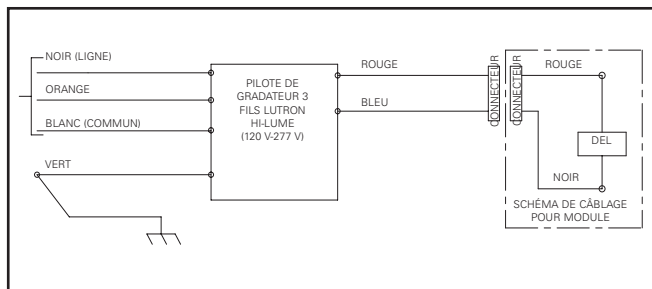 NOIR (LIGNE)
ORANGE
BLANC (COMMUN)
VERT
PILOTE DE
GRADATEUR 3
FILS LUTRON
HI-LUME
(120 V-277 V)
ROUGE
BLEU
CONNECTEUR
CONNECTEUR
ROUGE
DEL
NOIR
SCHÉMA DE CÂBLAGE
POUR MODULE